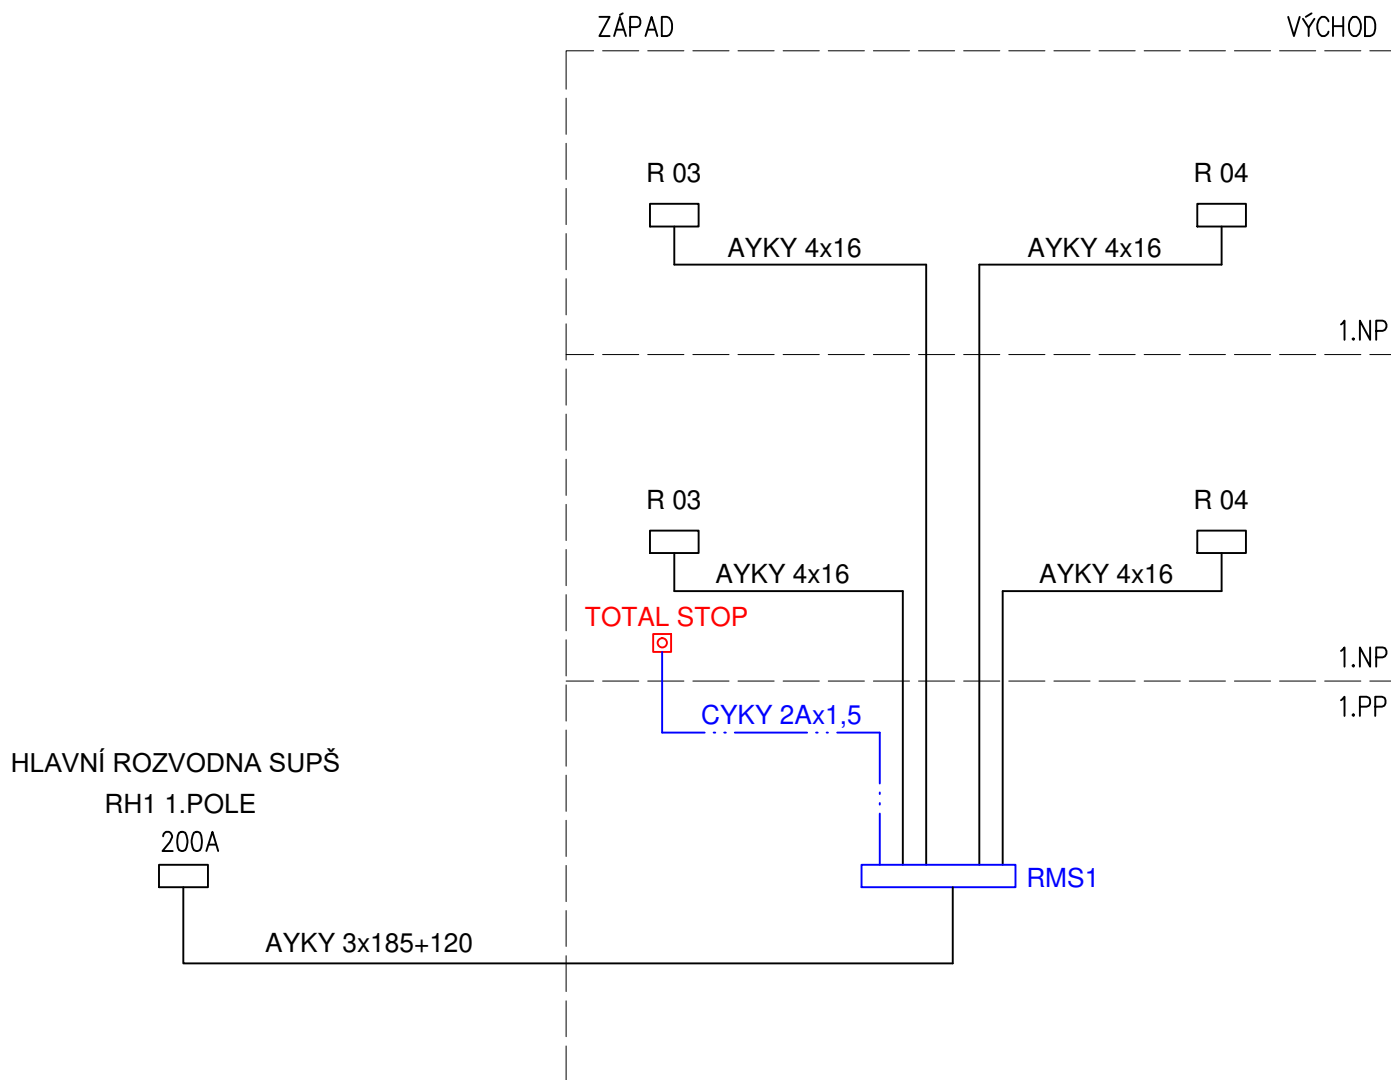 ZÁPAD
VÝCHOD
R 03
R 04
AYKY 4x16
AYKY 4x16
1.NP
R 03
R 04
AYKY 4x16
AYKY 4x16
TOTAL STOP
1.NP
1.PP
CYKY 2Ax1,5
HLAVNÍ ROZVODNA SUPŠ
RH1 1.POLE
200A
RMS1
AYKY 3x185+120